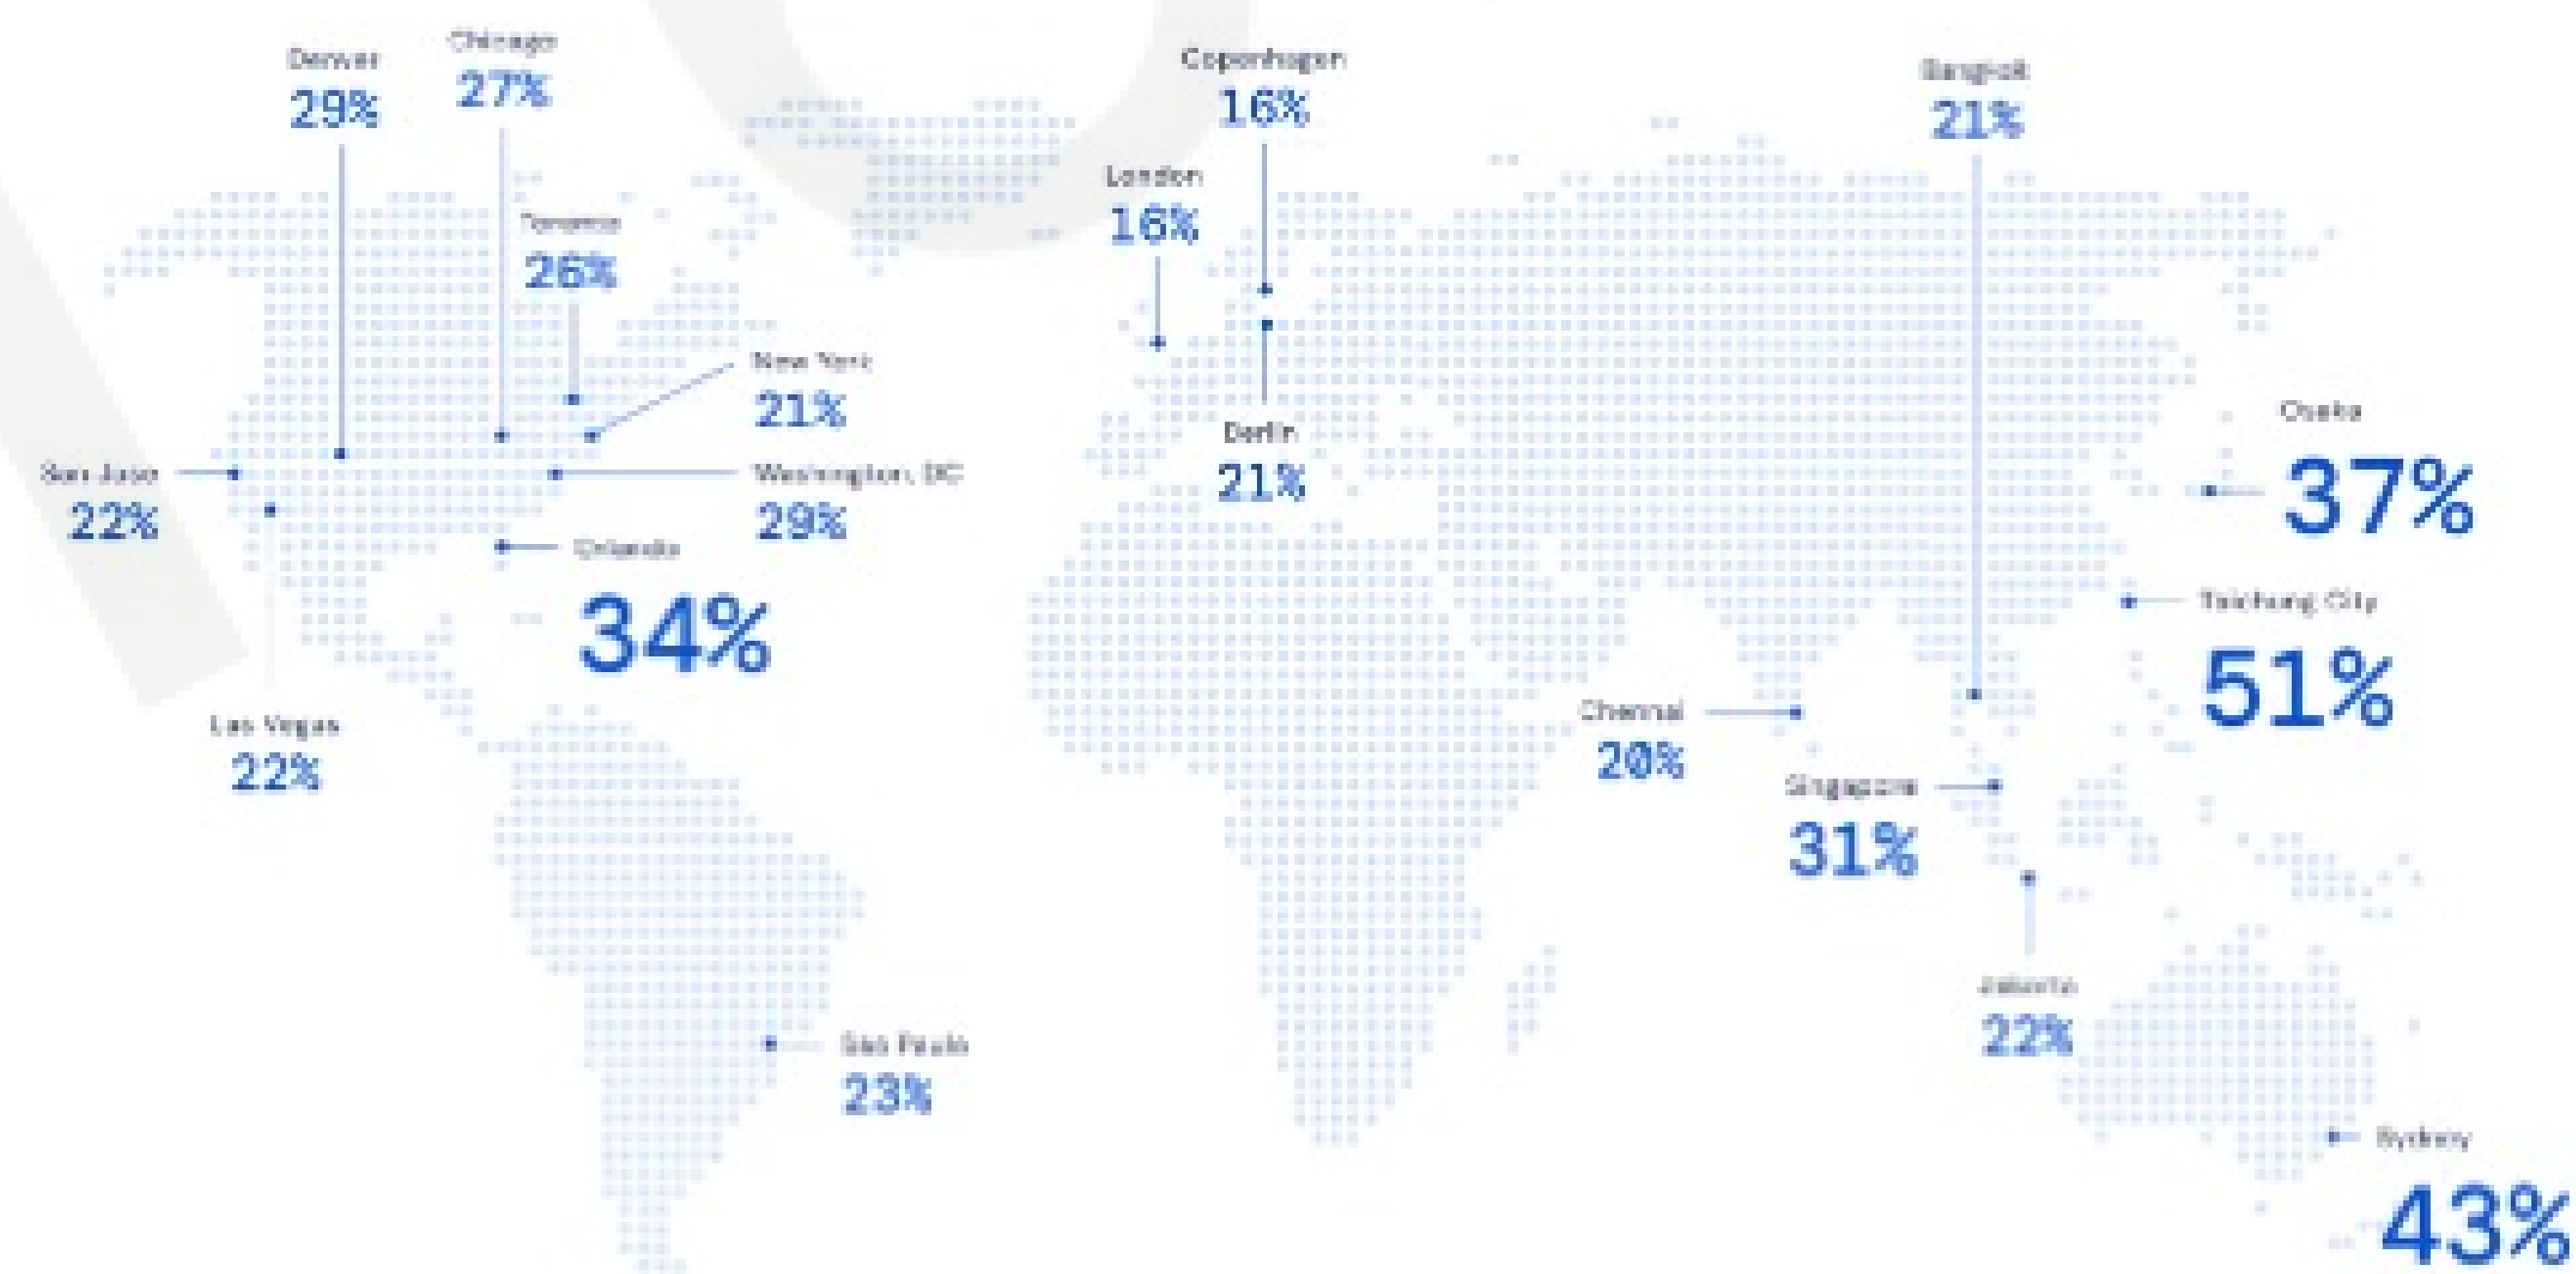 Denver
29%
Chicago
27%
Toronto
26%
New York
21%
San Jose
22%
Washington, DC
29%
Orlando
34%
Las Vegas
22%
São Paulo
23%
Copenhagen
16%
London
16%
Berlin
21%
Bangkok
21%
Osaka
37%
Taichung City
51%
Chennai
20%
Singapore
31%
Jakarta
22%
Sydney
43%